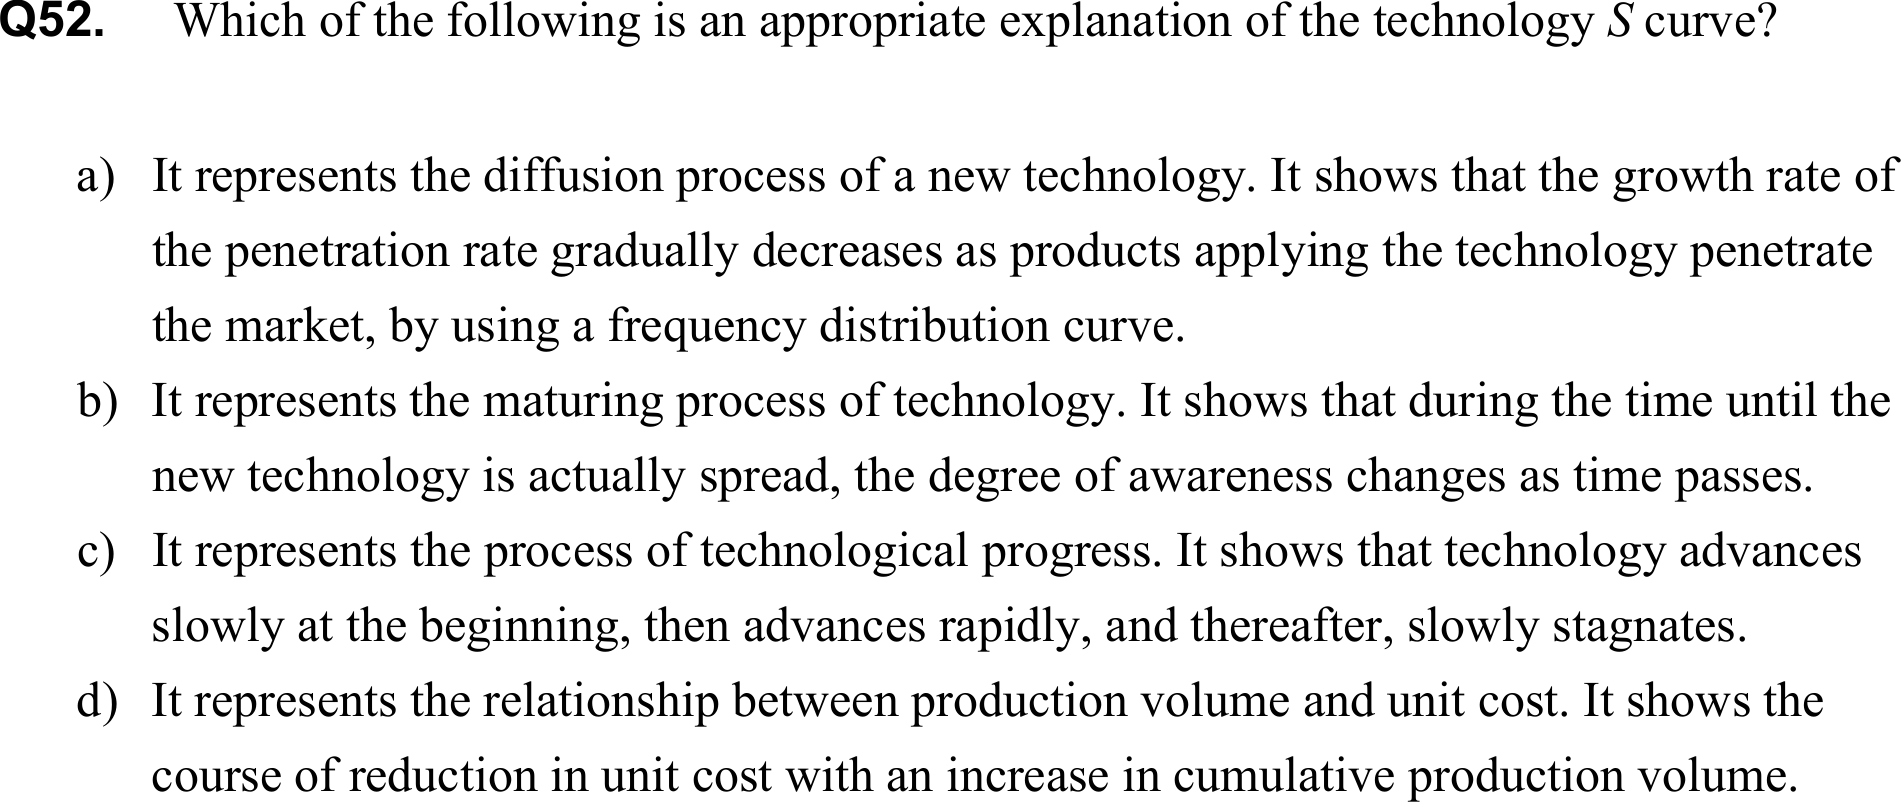 Q52. Which of the following is an appropriate explanation of the technology S curve?
a) It represents the diffusion process of a new technology. It shows that the growth rate of
the penetration rate gradually decreases as products applying the technology penetrate
the market, by using a frequency distribution curve.
b) It represents the maturing process of technology. It shows that during the time until the
new technology is actually spread, the degree of awareness changes as time passes.
c) It represents the process of technological progress. It shows that technology advances
slowly at the beginning, then advances rapidly, and thereafter, slowly stagnates.
d) It represents the relationship between production volume and unit cost. It shows the
course of reduction in unit cost with an increase in cumulative production volume.